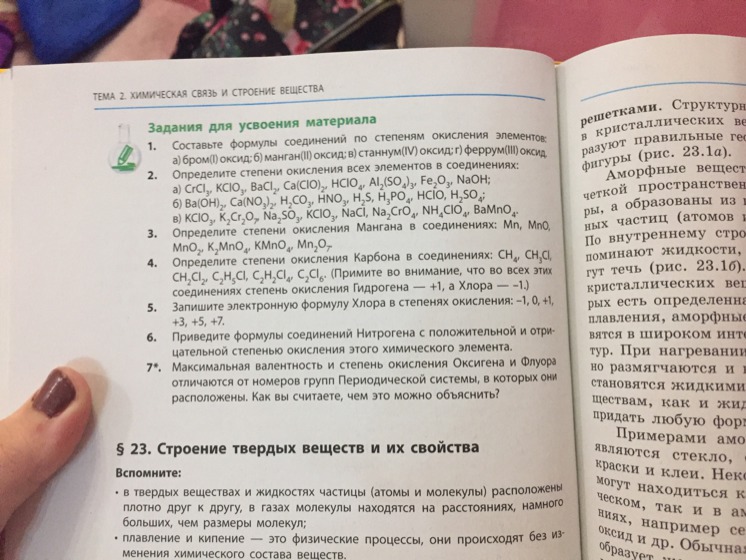 ТЕМА 2. ХИМИЧЕСКАЯ СВЯЗЬ И СТРОЕНИЕ ВЕЩЕСТВА
Задания для усвоения материала
1. Составьте формулы соединений по степеням окисления элементов:
а) бром(I) оксид; б) манган(II) оксид; в) станнум(IV) оксид; г) феррум(III) оксид.
2. Определите степени окисления всех элементов в соединениях:
а) CrCl₃, KClO₃, BaCl₂, Ca(ClO)₂, HClO₄, Al₂(SO₄)₃, Fe₂O₃, NaOH;
б) Ba(OH)₂, Ca(NO₃)₂, H₂CO₃, HNO₃, H₂S, H₃PO₄, HClO, H₂SO₄;
в) KClO₃, K₂Cr₂O₇, Na₂SO₃, KClO₃, NaCl, Na₂CrO₄, NH₄ClO₄, BaMnO₄.
3. Определите степени окисления Мангана в соединениях: Mn, MnO,
MnO₂, K₂MnO₄, KMnO₄, Mn₂O₇.
4. Определите степени окисления Карбона в соединениях: CH₄, CH₃Cl,
CH₂Cl₂, C₂H₅Cl, C₂H₂Cl₄, C₂Cl₆. (Примите во внимание, что во всех этих
соединениях степень окисления Гидрогена — +1, а Хлора — –1.)
5. Запишите электронную формулу Хлора в степенях окисления: –1, 0, +1,
+3, +5, +7.
6. Приведите формулы соединений Нитрогена с положительной и отри-
цательной степенью окисления этого химического элемента.
7*. Максимальная валентность и степень окисления Оксигена и Флуора
отличаются от номеров групп Периодической системы, в которых они
расположены. Как вы считаете, чем это можно объяснить?
§ 23. Строение твердых веществ и их свойства
Вспомните:
• в твердых веществах и жидкостях частицы (атомы и молекулы) расположены
плотно друг к другу, в газах молекулы находятся на расстояниях, намного
больших, чем размеры молекул;
• плавление и кипение — это физические процессы, они происходят без из-
менения химического состава веществ.
решетками. Структурн
в кристаллических ве
разуют правильные гео
фигуры (рис. 23.1а).
Аморфные вещест
четкой пространствен
ры, а образованы из
ных частиц (атомов и
По внутреннему стро
поминают жидкости,
гут течь (рис. 23.1б).
кристаллических вещ
рых есть определенна
плавления, аморфные
вятся в широком инте
тур. При нагревании
но размягчаются и
становятся жидкими
ществам, как и жид
придать любую форм
Примерами амо
являются стекло,
краски и клеи. Неко
могут находиться к
ческом, так и в ам
ниях, например се
оксид и др. Обычна
образует